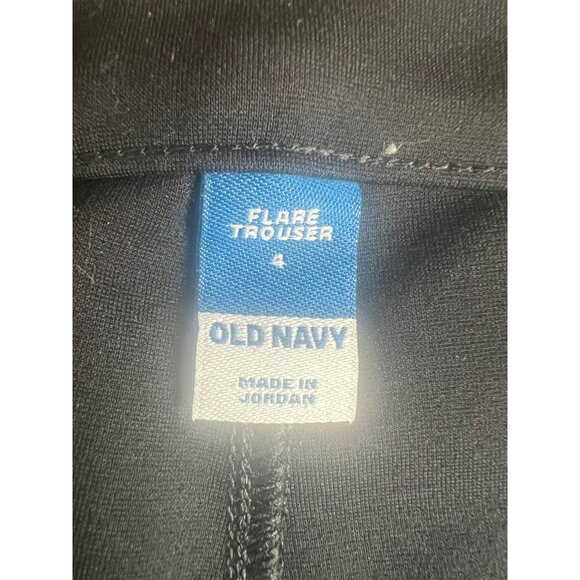 FLARE
TROUSER
4
OLD NAVY
MADE IN
JORDAN